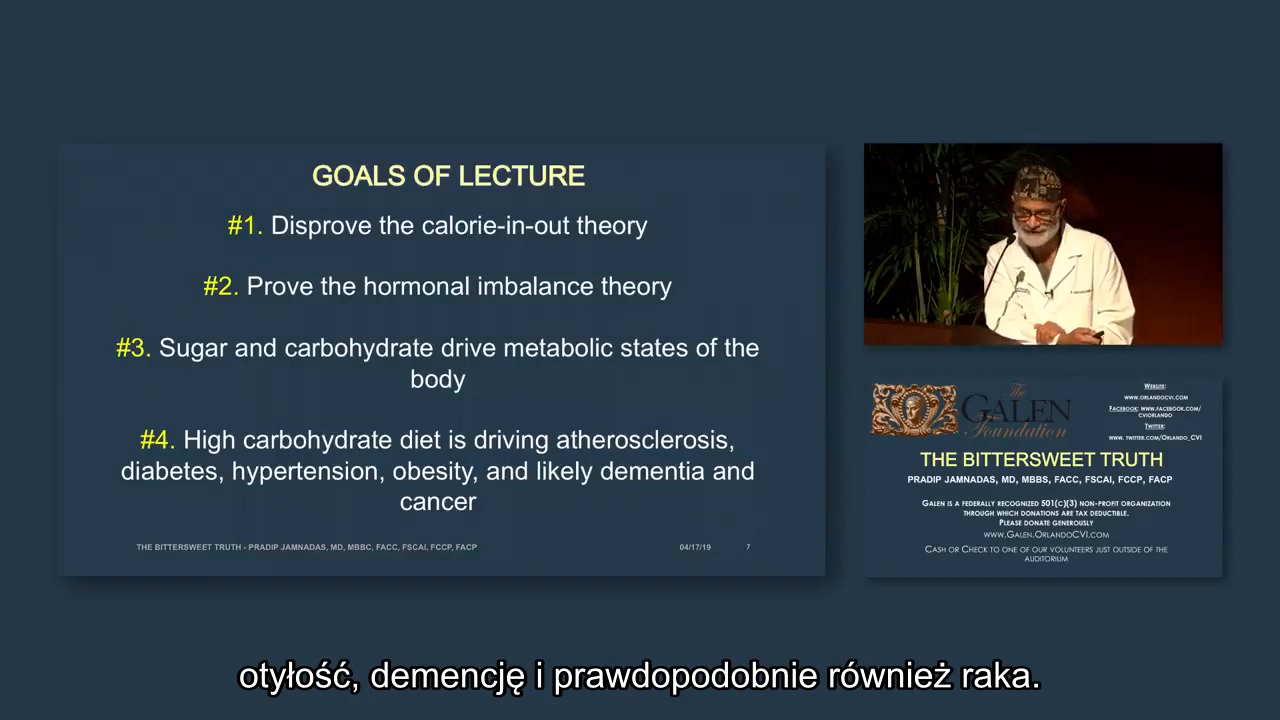 GOALS OF LECTURE
#1. Disprove the calorie-in-out theory
#2. Prove the hormonal imbalance theory
#3. Sugar and carbohydrate drive metabolic states of the
body
#4. High carbohydrate diet is driving atherosclerosis,
diabetes, hypertension, obesity, and likely dementia and
cancer
THE BITTERSWEET TRUTH - PRADIP JAMNADAS, MD, MBBC, FACC, FSCAI, FCCP, FACP
04/17/19
7
The
GALEN
Foundation
WEBSITE:
WWW.ORLANDOCVI.COM
FACEBOOK: WWW.FACEBOOK.COM/
CVIORLANDO
TWITTER:
WWW. TWITTER.COM/ORLANDO_CVI
THE BITTERSWEET TRUTH
PRADIP JAMNADAS, MD, MBBS, FACC, FSCAI, FCCP, FACP
GALEN IS A FEDERALLY RECOGNIZED 501(C)(3) NON-PROFIT ORGANIZATION
THROUGH WHICH DONATIONS ARE TAX DEDUCTIBLE.
PLEASE DONATE GENEROUSLY
WWW.GALEN.ORLANDOCVI.COM
CASH OR CHECK TO ONE OF OUR VOLUNTEERS JUST OUTSIDE OF THE
AUDITORIUM
otyłość, demencję i prawdopodobnie również raka.